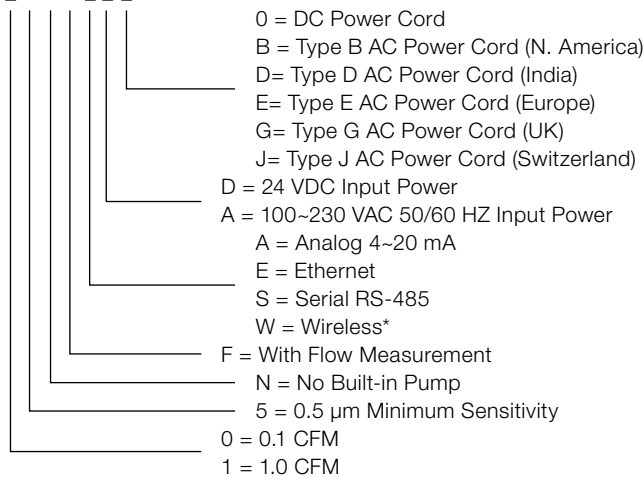 0 = DC Power Cord
B = Type B AC Power Cord (N. America)
D= Type D AC Power Cord (India)
E= Type E AC Power Cord (Europe)
G= Type G AC Power Cord (UK)
J= Type J AC Power Cord (Switzerland)
D = 24 VDC Input Power
A = 100~230 VAC 50/60 HZ Input Power
A = Analog 4~20 mA
E = Ethernet
S = Serial RS-485
W = Wireless*
F = With Flow Measurement
N = No Built-in Pump
5 = 0.5 µm Minimum Sensitivity
0 = 0.1 CFM
1 = 1.0 CFM